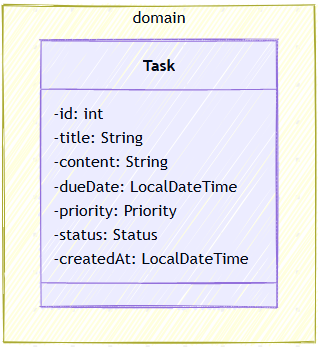 domain
Task
-id: int
-title: String
-content: String
-dueDate: LocalDateTime
-priority: Priority
-status: Status
-createdAt: LocalDateTime